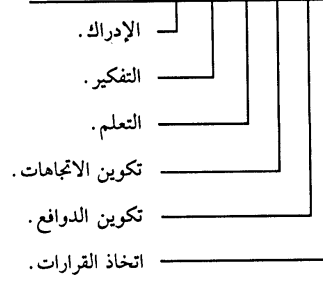 الإدراك.
التفكير.
التعلم.
تكوين الاتجاهات.
تكوين الدوافع.
اتخاذ القرارات.